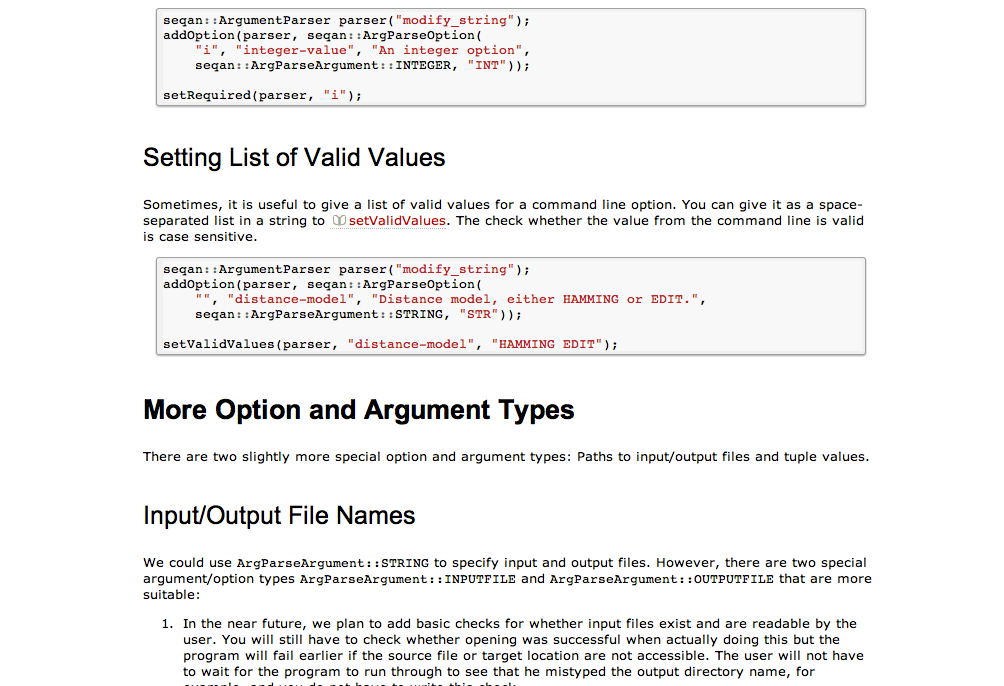 seqan::ArgumentParser parser("modify_string");
addOption(parser, seqan::ArgParseOption(
    "i", "integer-value", "An integer option",
    seqan::ArgParseArgument::INTEGER, "INT"));
setRequired(parser, "i");
Setting List of Valid Values
Sometimes, it is useful to give a list of valid values for a command line option. You can give it as a space-
separated list in a string to setValidValues. The check whether the value from the command line is valid
is case sensitive.
seqan::ArgumentParser parser("modify_string");
addOption(parser, seqan::ArgParseOption(
    "", "distance-model", "Distance model, either HAMMING or EDIT.",
    seqan::ArgParseArgument::STRING, "STR"));
setValidValues(parser, "distance-model", "HAMMING EDIT");
More Option and Argument Types
There are two slightly more special option and argument types: Paths to input/output files and tuple values.
Input/Output File Names
We could use ArgParseArgument::STRING to specify input and output files. However, there are two special
argument/option types ArgParseArgument::INPUTFILE and ArgParseArgument::OUTPUTFILE that are more
suitable:
1. In the near future, we plan to add basic checks for whether input files exist and are readable by the
user. You will still have to check whether opening was successful when actually doing this but the
program will fail earlier if the source file or target location are not accessible. The user will not have
to wait for the program to run through to see that he mistyped the output directory name, for
example, and you do not have to write this check.